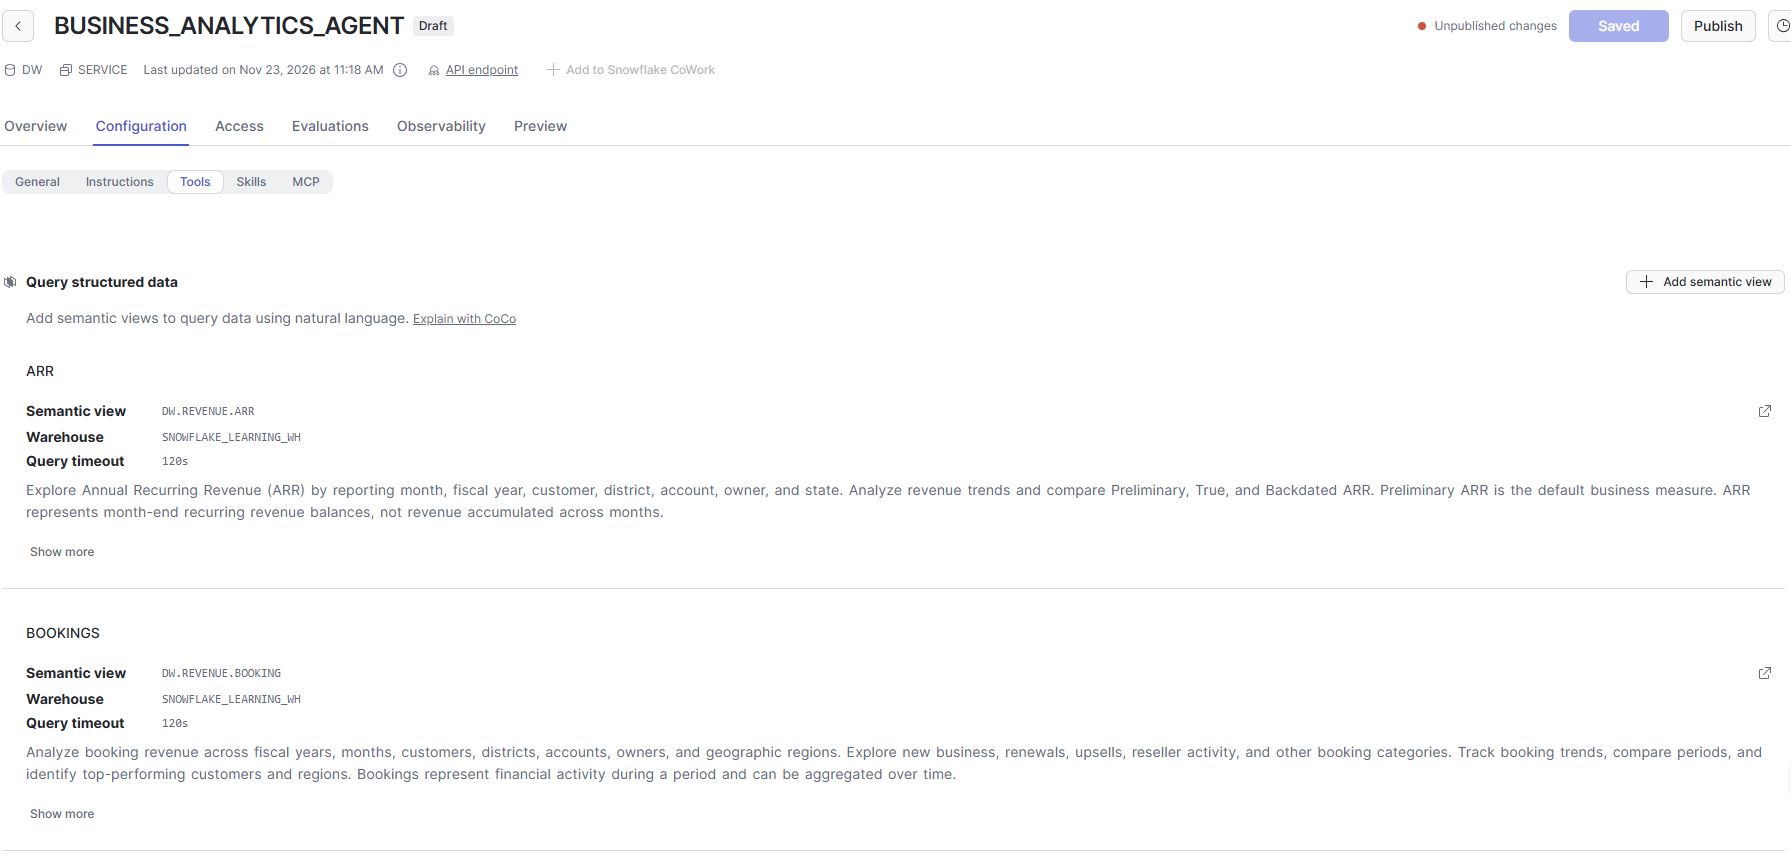 BUSINESS_ANALYTICS_AGENT Draft
Unpublished changes Saved Publish
DW SERVICE Last updated on Nov 23, 2026 at 11:18 AM API endpoint Add to Snowflake CoWork
Overview Configuration Access Evaluations Observability Preview
General Instructions Tools Skills MCP
Query structured data
Add semantic view
Add semantic views to query data using natural language. Explain with CoCo
ARR
Semantic view DW.REVENUE.ARR
Warehouse SNOWFLAKE_LEARNING_WH
Query timeout 120s
Explore Annual Recurring Revenue (ARR) by reporting month, fiscal year, customer, district, account, owner, and state. Analyze revenue trends and compare Preliminary, True, and Backdated ARR. Preliminary ARR is the default business measure. ARR
represents month-end recurring revenue balances, not revenue accumulated across months.
Show more
BOOKINGS
Semantic view DW.REVENUE.BOOKING
Warehouse SNOWFLAKE_LEARNING_WH
Query timeout 120s
Analyze booking revenue across fiscal years, months, customers, districts, accounts, owners, and geographic regions. Explore new business, renewals, upsells, reseller activity, and other booking categories. Track booking trends, compare periods, and
identify top-performing customers and regions. Bookings represent financial activity during a period and can be aggregated over time.
Show more